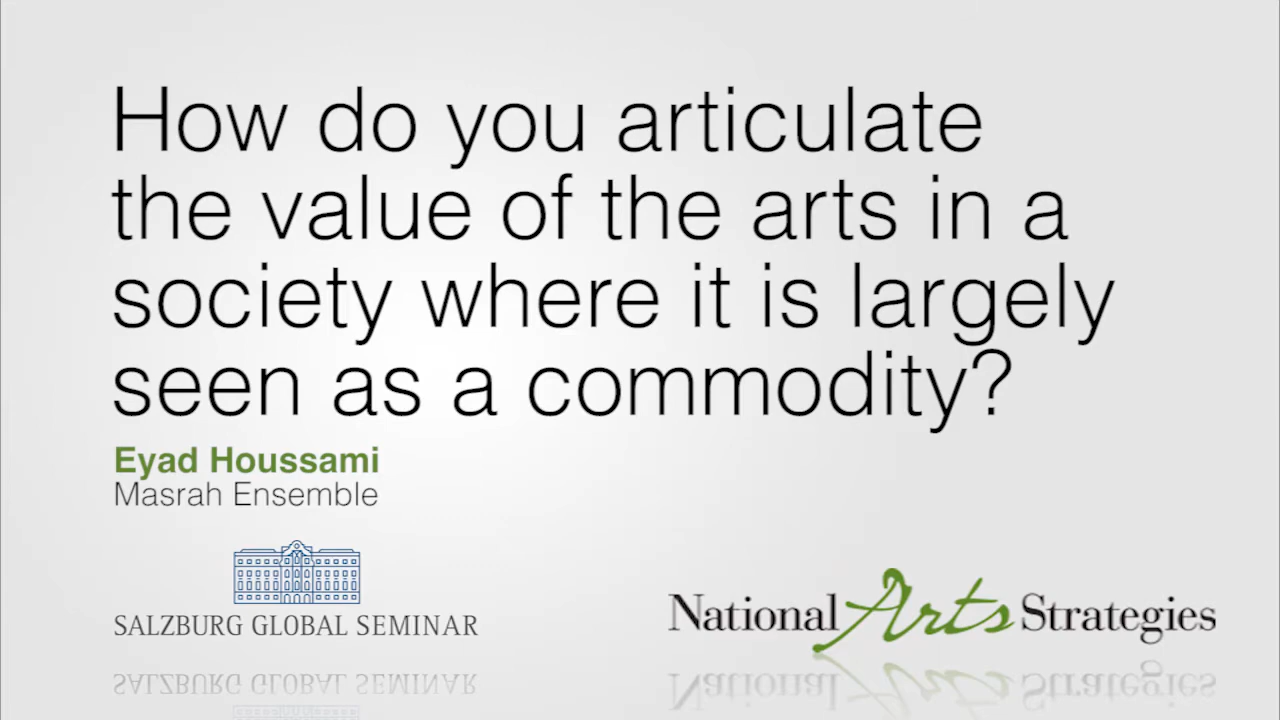 How do you articulate
the value of the arts in a
society where it is largely
seen as a commodity?
Eyad Houssami
Masrah Ensemble
SALZBURG GLOBAL SEMINAR
National Arts Strategies